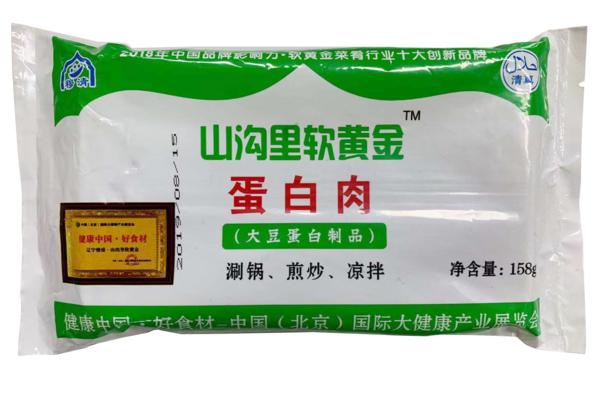 2018年中国品牌影响力·软黄金菜肴行业十大创新品牌
穆清
حلال
清真
山沟里软黄金™
蛋白肉
(大豆蛋白制品)
涮锅、煎炒、凉拌
净含量:158g
2019/08/15
健康中国·好食材
健康中国-好食材-中国(北京)国际大健康产业展览会